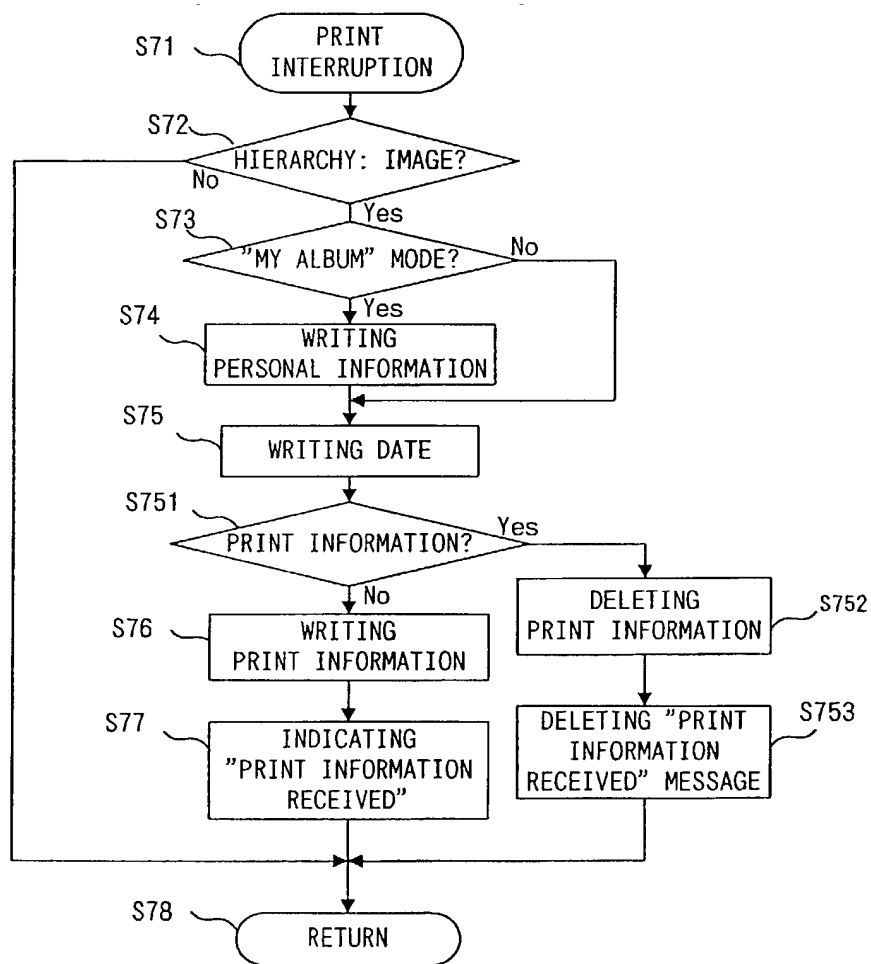 S71
PRINT
INTERRUPTION
S72
HIERARCHY: IMAGE?
No
Yes
S73
"MY ALBUM" MODE?
No
Yes
S74
WRITING
PERSONAL INFORMATION
S75
WRITING DATE
S751
PRINT INFORMATION?
Yes
No
S76
WRITING
PRINT INFORMATION
DELETING
PRINT INFORMATION
S752
S77
INDICATING
"PRINT INFORMATION
RECEIVED"
DELETING "PRINT
INFORMATION
RECEIVED" MESSAGE
S753
S78
RETURN